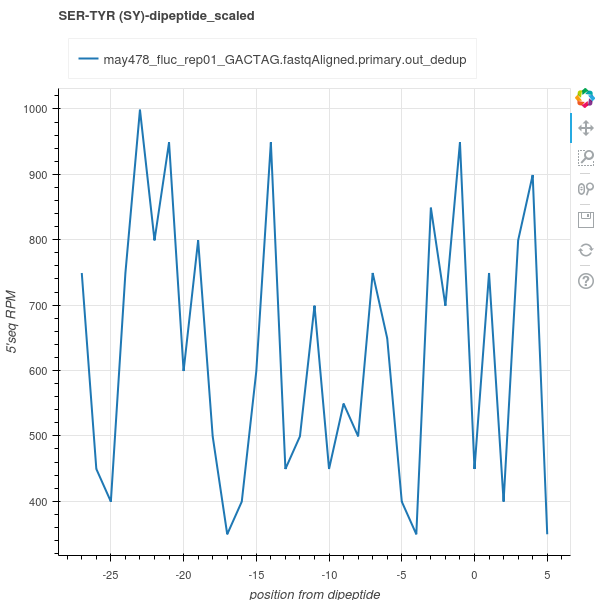 SER-TYR (SY)-dipeptide_scaled
may478_fluc_rep01_GACTAG.fastqAligned.primary.out_dedup
1000
900
800
700
600
500
400
5'seq RPM
-25 -20 -15 -10 -5 0 5
position from dipeptide